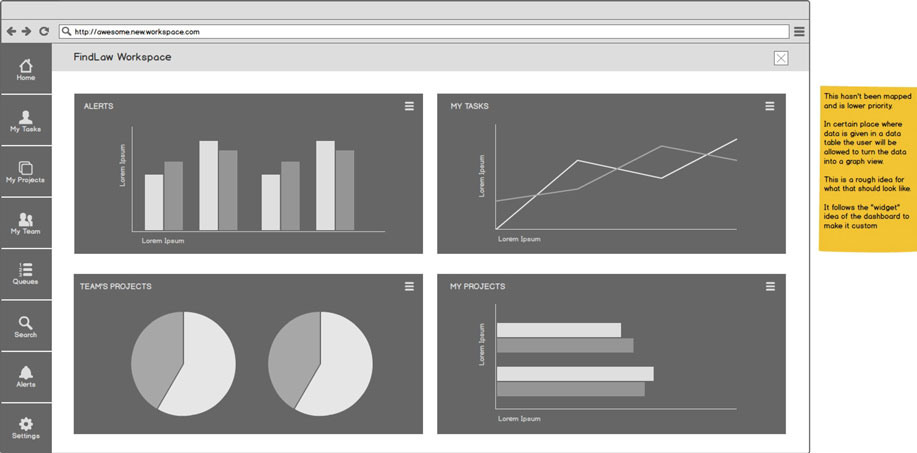 http://awesome.new.workspace.com
FindLaw Workspace
Home
My Tasks
My Projects
My Team
1
2
3
Queues
Search
Alerts
Settings
ALERTS
Lorem Ipsum
Lorem Ipsum
MY TASKS
Lorem Ipsum
Lorem Ipsum
TEAM'S PROJECTS
MY PROJECTS
Lorem Ipsum
Lorem Ipsum
This hasn't been mapped
and is lower priority.
In certain place where
data is given in a data
table the user will be
allowed to turn the data
into a graph view.
This is a rough idea for
what that should look like.
It follows the "widget"
idea of the dashboard to
make it custom